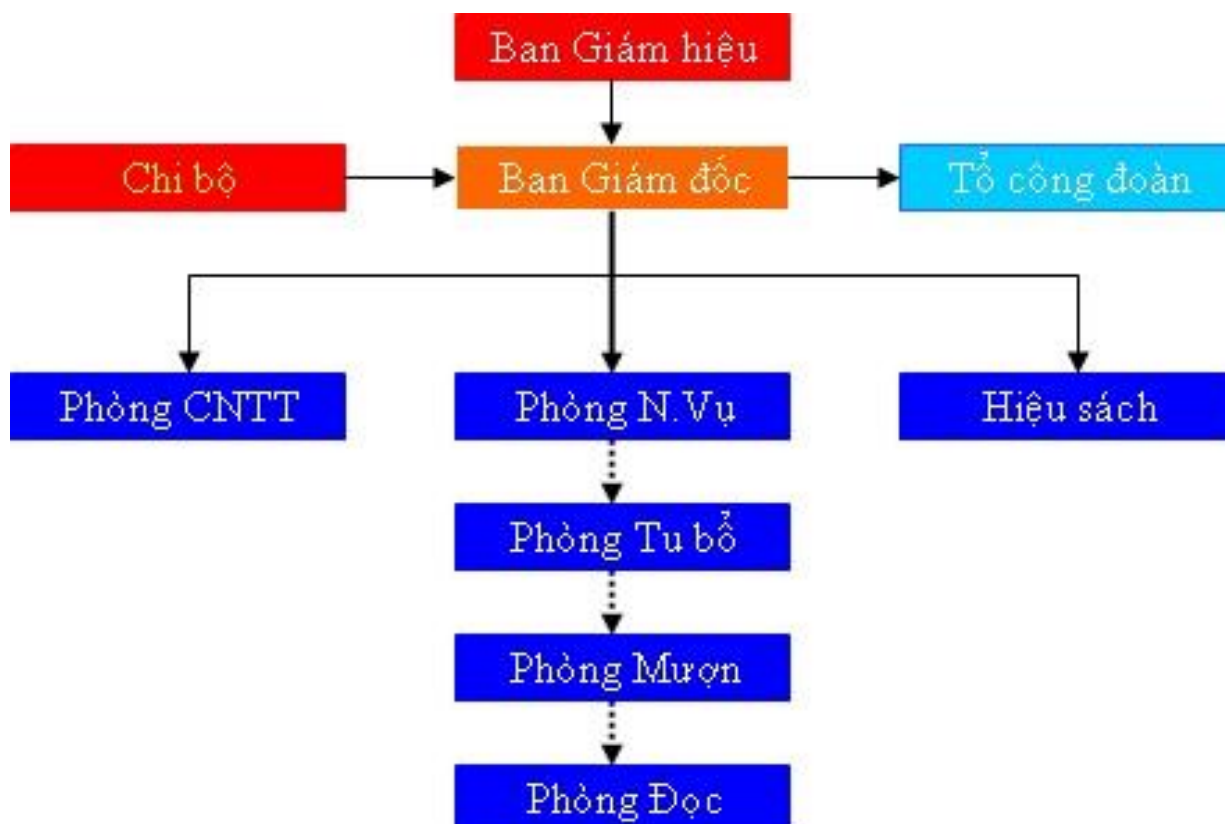 Ban Giám hiệu
Chi bộ
Ban Giám đốc
Tổ công đoàn
Phòng CNTT
Phòng N.Vụ
Hiệu sách
Phòng Tu bổ
Phòng Mượn
Phòng Đọc